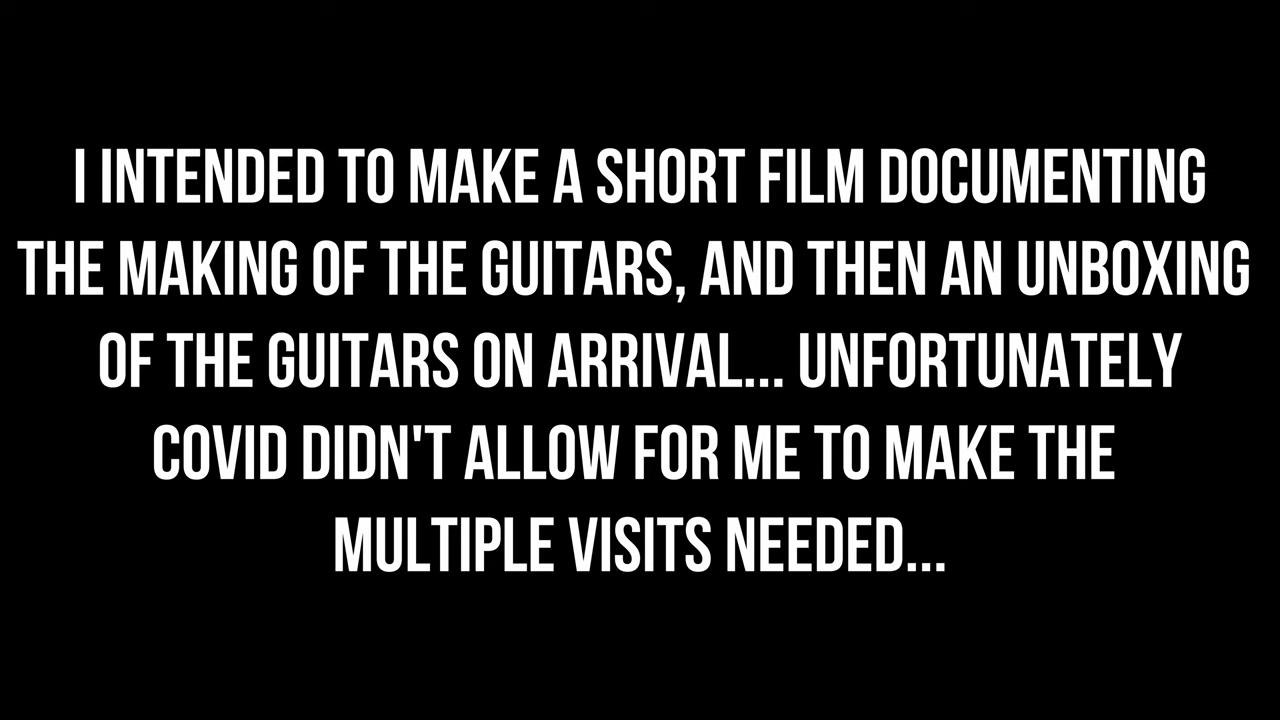 I INTENDED TO MAKE A SHORT FILM DOCUMENTING
THE MAKING OF THE GUITARS, AND THEN AN UNBOXING
OF THE GUITARS ON ARRIVAL... UNFORTUNATELY
COVID DIDN'T ALLOW FOR ME TO MAKE THE
MULTIPLE VISITS NEEDED...